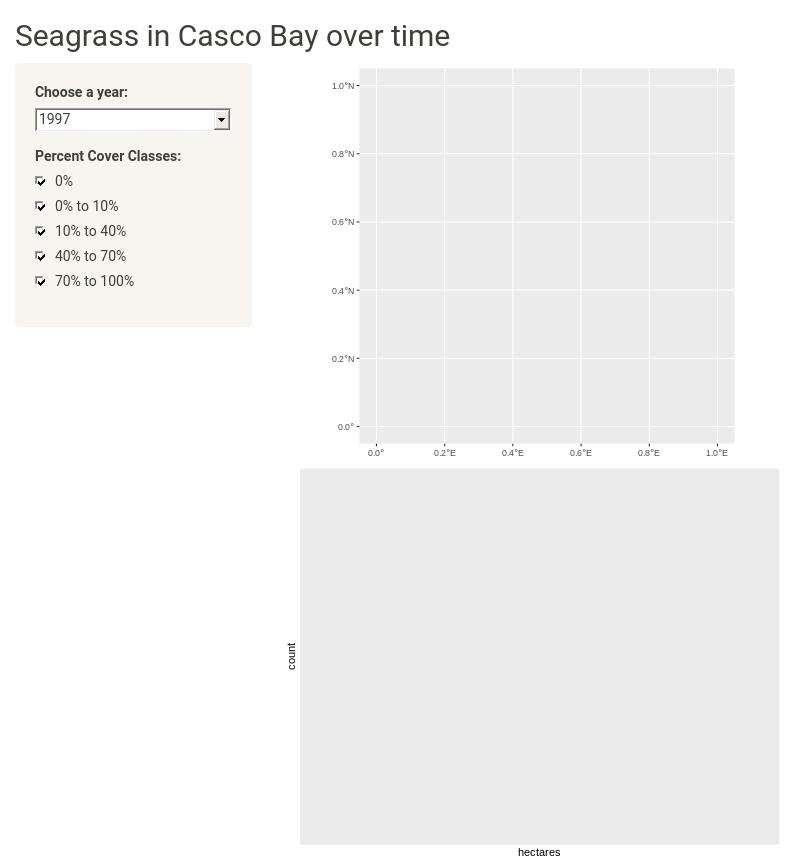 Seagrass in Casco Bay over time
Choose a year:
1997
Percent Cover Classes:
0%
0% to 10%
10% to 40%
40% to 70%
70% to 100%
1.0°N
0.8°N
0.6°N
0.4°N
0.2°N
0.0°
0.0° 0.2°E 0.4°E 0.6°E 0.8°E 1.0°E
count
hectares